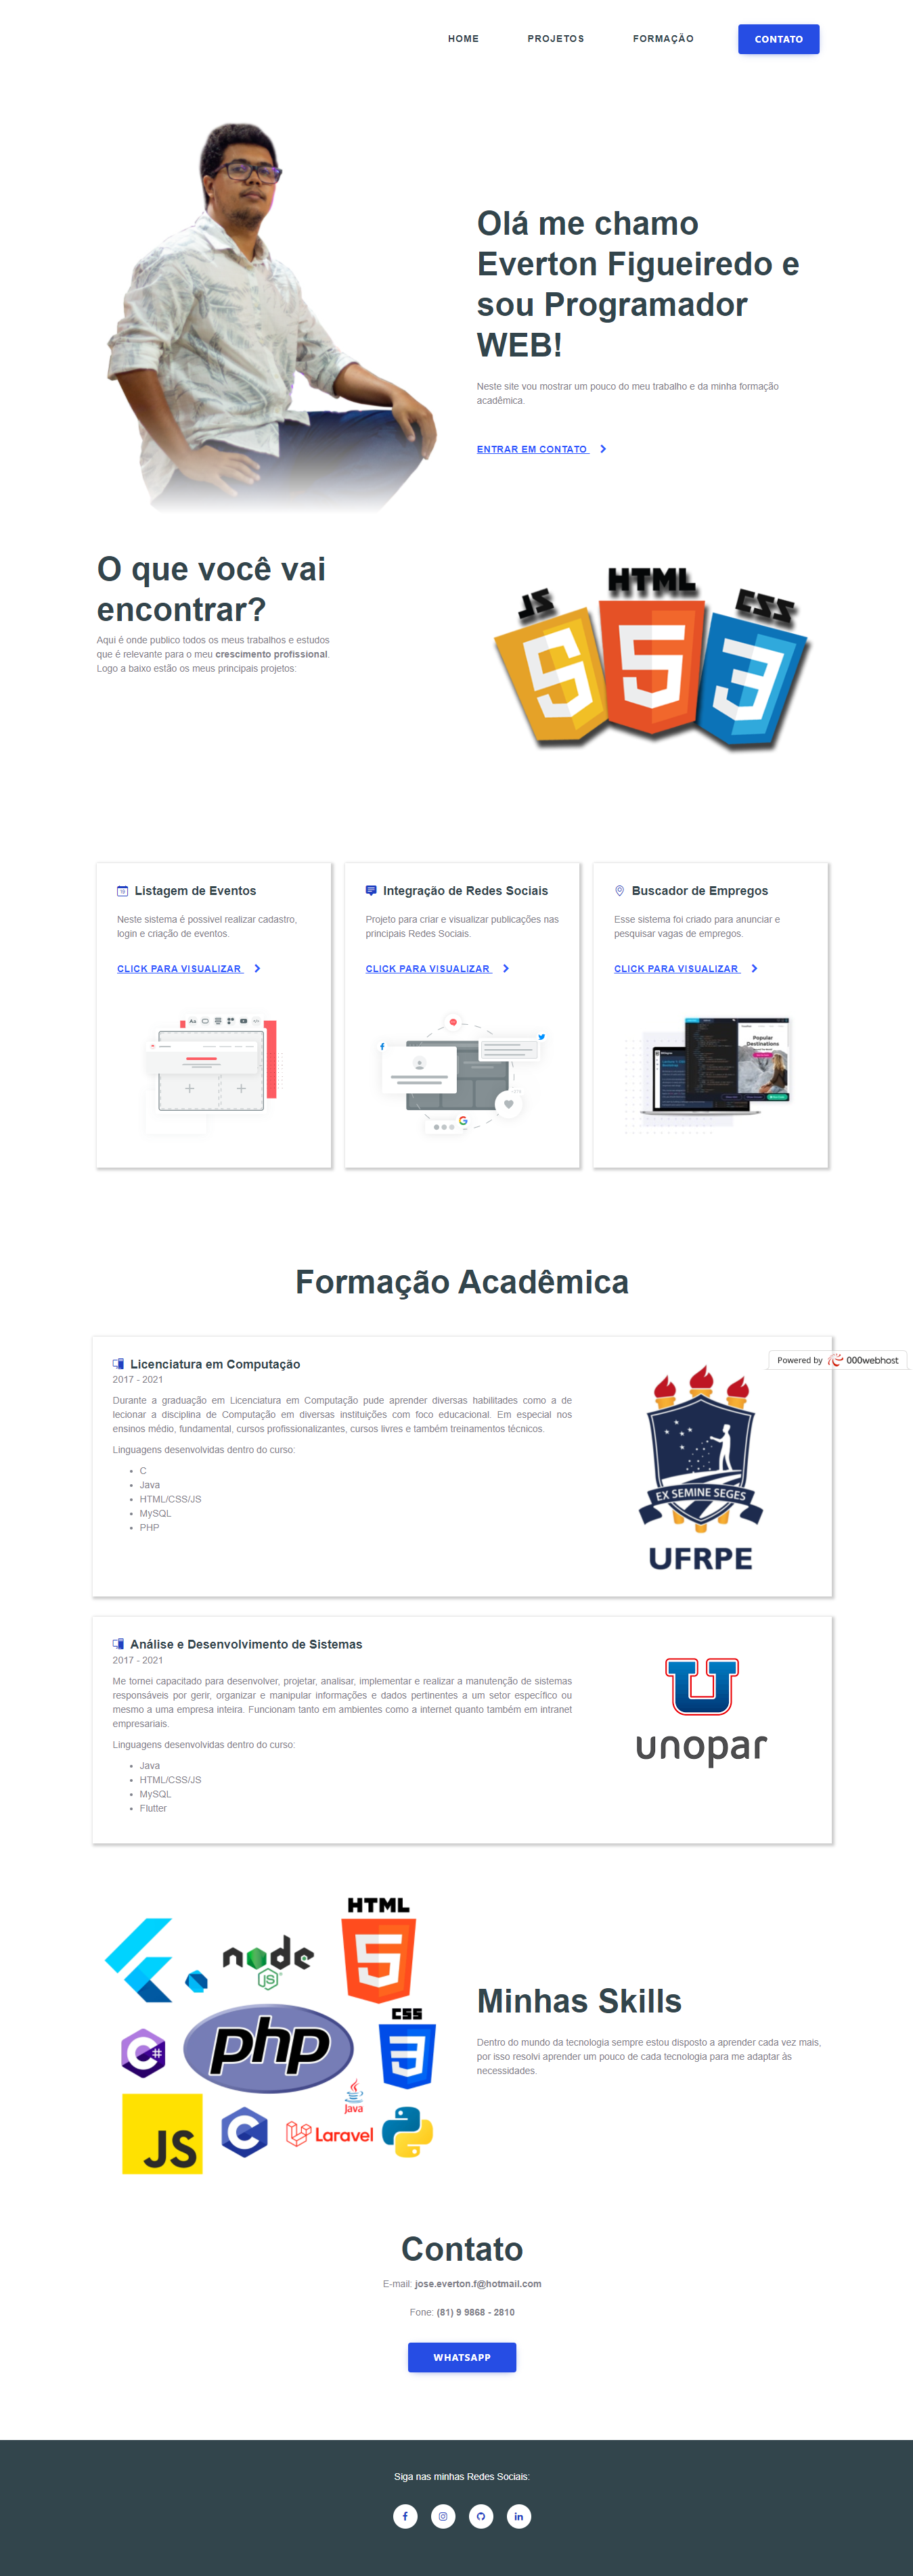 HOME
PROJETOS
FORMAÇÃO
CONTATO
Olá me chamo
Everton Figueiredo e
sou Programador
WEB!
Neste site vou mostrar um pouco do meu trabalho e da minha formação
acadêmica.
ENTRAR EM CONTATO
O que você vai
encontrar?
Aqui é onde publico todos os meus trabalhos e estudos
que é relevante para o meu crescimento profissional.
Logo a baixo estão os meus principais projetos:
JS
HTML
CSS
5
3
Listagem de Eventos
Neste sistema é possivel realizar cadastro,
login e criação de eventos.
CLICK PARA VISUALIZAR
Aa
Integração de Redes Sociais
Projeto para criar e visualizar publicações nas
principais Redes Sociais.
CLICK PARA VISUALIZAR
Buscador de Empregos
Esse sistema foi criado para anunciar e
pesquisar vagas de empregos.
CLICK PARA VISUALIZAR
Popular
Destinations
Formação Acadêmica
Powered by 000webhost
Licenciatura em Computação
2017 - 2021
Durante a graduação em Licenciatura em Computação pude aprender diversas habilidades como a de
lecionar a disciplina de Computação em diversas instituições com foco educacional. Em especial nos
ensinos médio, fundamental, cursos profissionalizantes, cursos livres e também treinamentos técnicos.
Linguagens desenvolvidas dentro do curso:
C
Java
HTML/CSS/JS
MySQL
PHP
EX SEMINE SEGES
UFRPE
Análise e Desenvolvimento de Sistemas
2017 - 2021
Me tornei capacitado para desenvolver, projetar, analisar, implementar e realizar a manutenção de sistemas
responsáveis por gerir, organizar e manipular informações e dados pertinentes a um setor específico ou
mesmo a uma empresa inteira. Funcionam tanto em ambientes como a internet quanto também em intranet
empresariais.
Linguagens desenvolvidas dentro do curso:
Java
HTML/CSS/JS
MySQL
Flutter
U
unopar
HTML
5
node
JS
C#
php
CSS
3
Java
JS
C
Laravel
Minhas Skills
Dentro do mundo da tecnologia sempre estou disposto a aprender cada vez mais,
por isso resolvi aprender um pouco de cada tecnologia para me adaptar às
necessidades.
Contato
E-mail: jose.everton.f@hotmail.com
Fone: (81) 9 9868 - 2810
WHATSAPP
Siga nas minhas Redes Sociais: